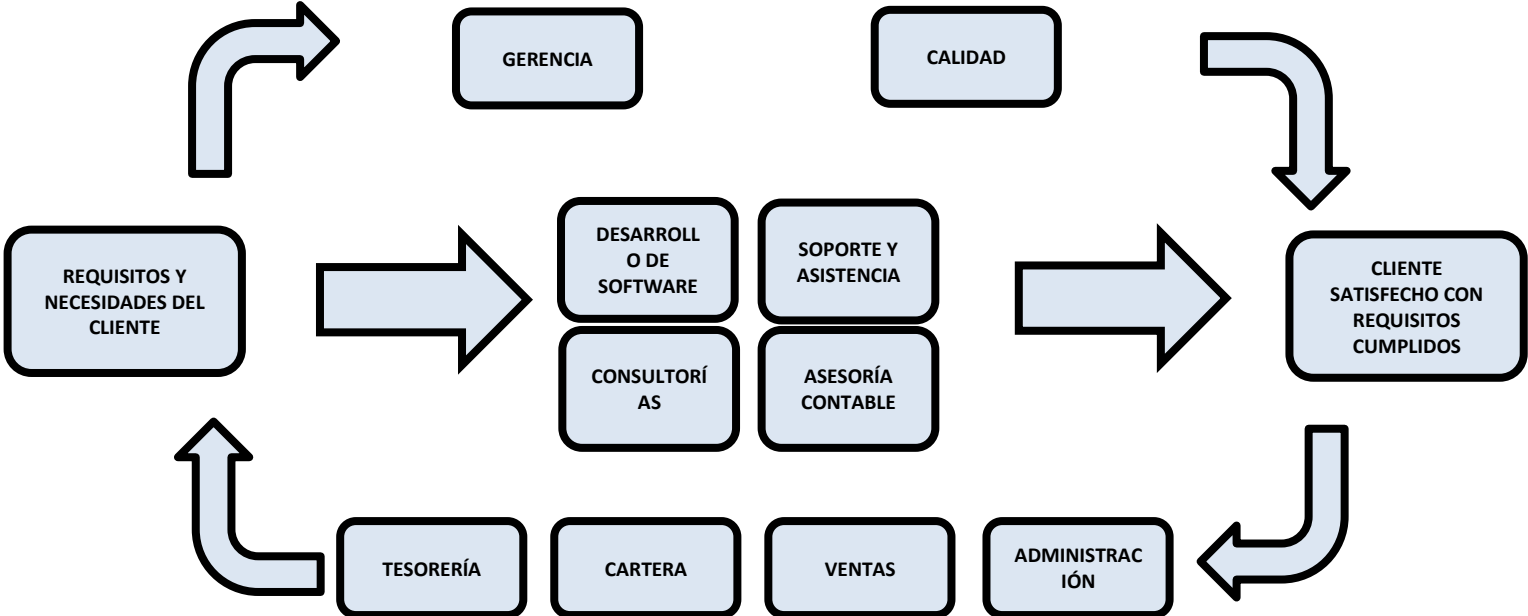 GERENCIA
CALIDAD
REQUISITOS Y
NECESIDADES DEL
CLIENTE
DESARROLL
O DE
SOFTWARE
SOPORTE Y
ASISTENCIA
CONSULTORÍ
AS
ASESORÍA
CONTABLE
CLIENTE
SATISFECHO CON
REQUISITOS
CUMPLIDOS
TESORERÍA
CARTERA
VENTAS
ADMINISTRAC
IÓN